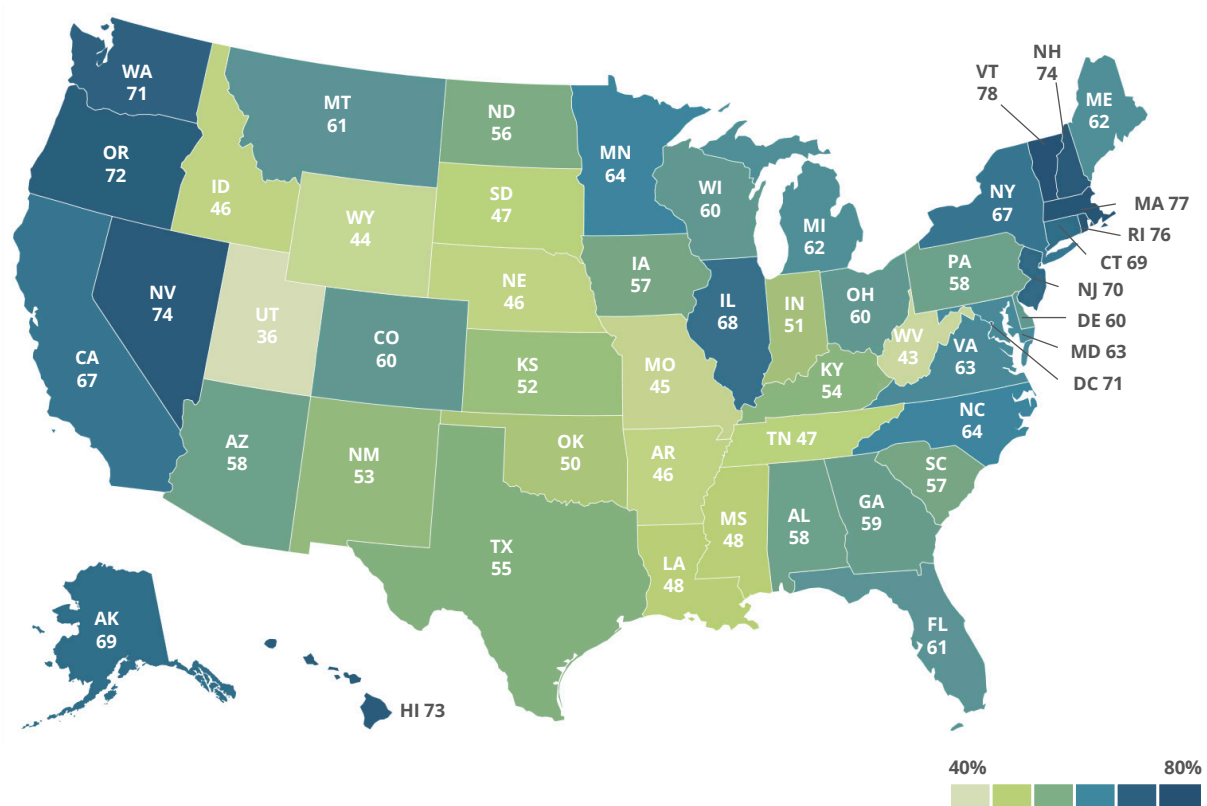 WA
71
OR
72
CA
67
NV
74
ID
46
MT
61
WY
44
UT
36
CO
60
AZ
58
NM
53
ND
56
SD
47
NE
46
KS
52
OK
50
TX
55
MN
64
IA
57
MO
45
AR
46
LA
48
WI
60
IL
68
MI
62
IN
51
OH
60
KY
54
TN 47
MS
48
AL
58
GA
59
FL
61
SC
57
NC
64
VA
63
WV
43
PA
58
NY
67
VT
78
NH
74
ME
62
MA 77
RI 76
CT 69
NJ 70
DE 60
MD 63
DC 71
AK
69
HI 73
40%
80%